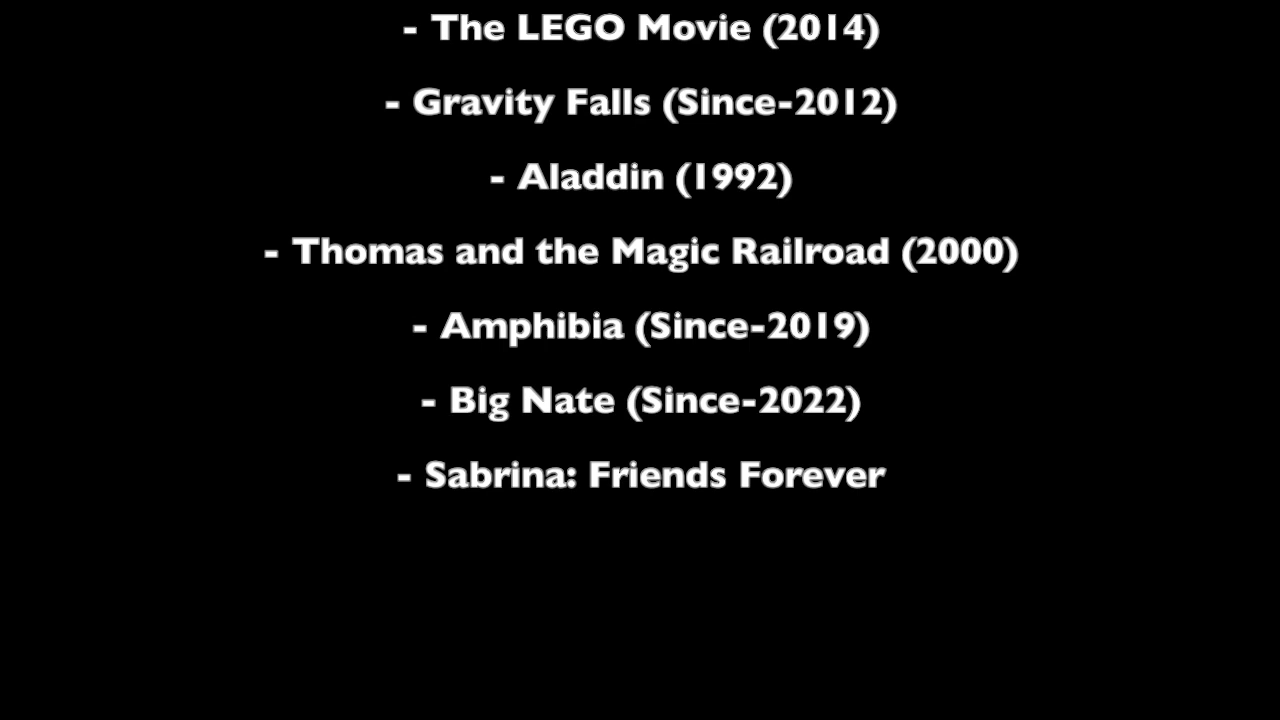 - The LEGO Movie (2014)
- Gravity Falls (Since-2012)
- Aladdin (1992)
- Thomas and the Magic Railroad (2000)
- Amphibia (Since-2019)
- Big Nate (Since-2022)
- Sabrina: Friends Forever